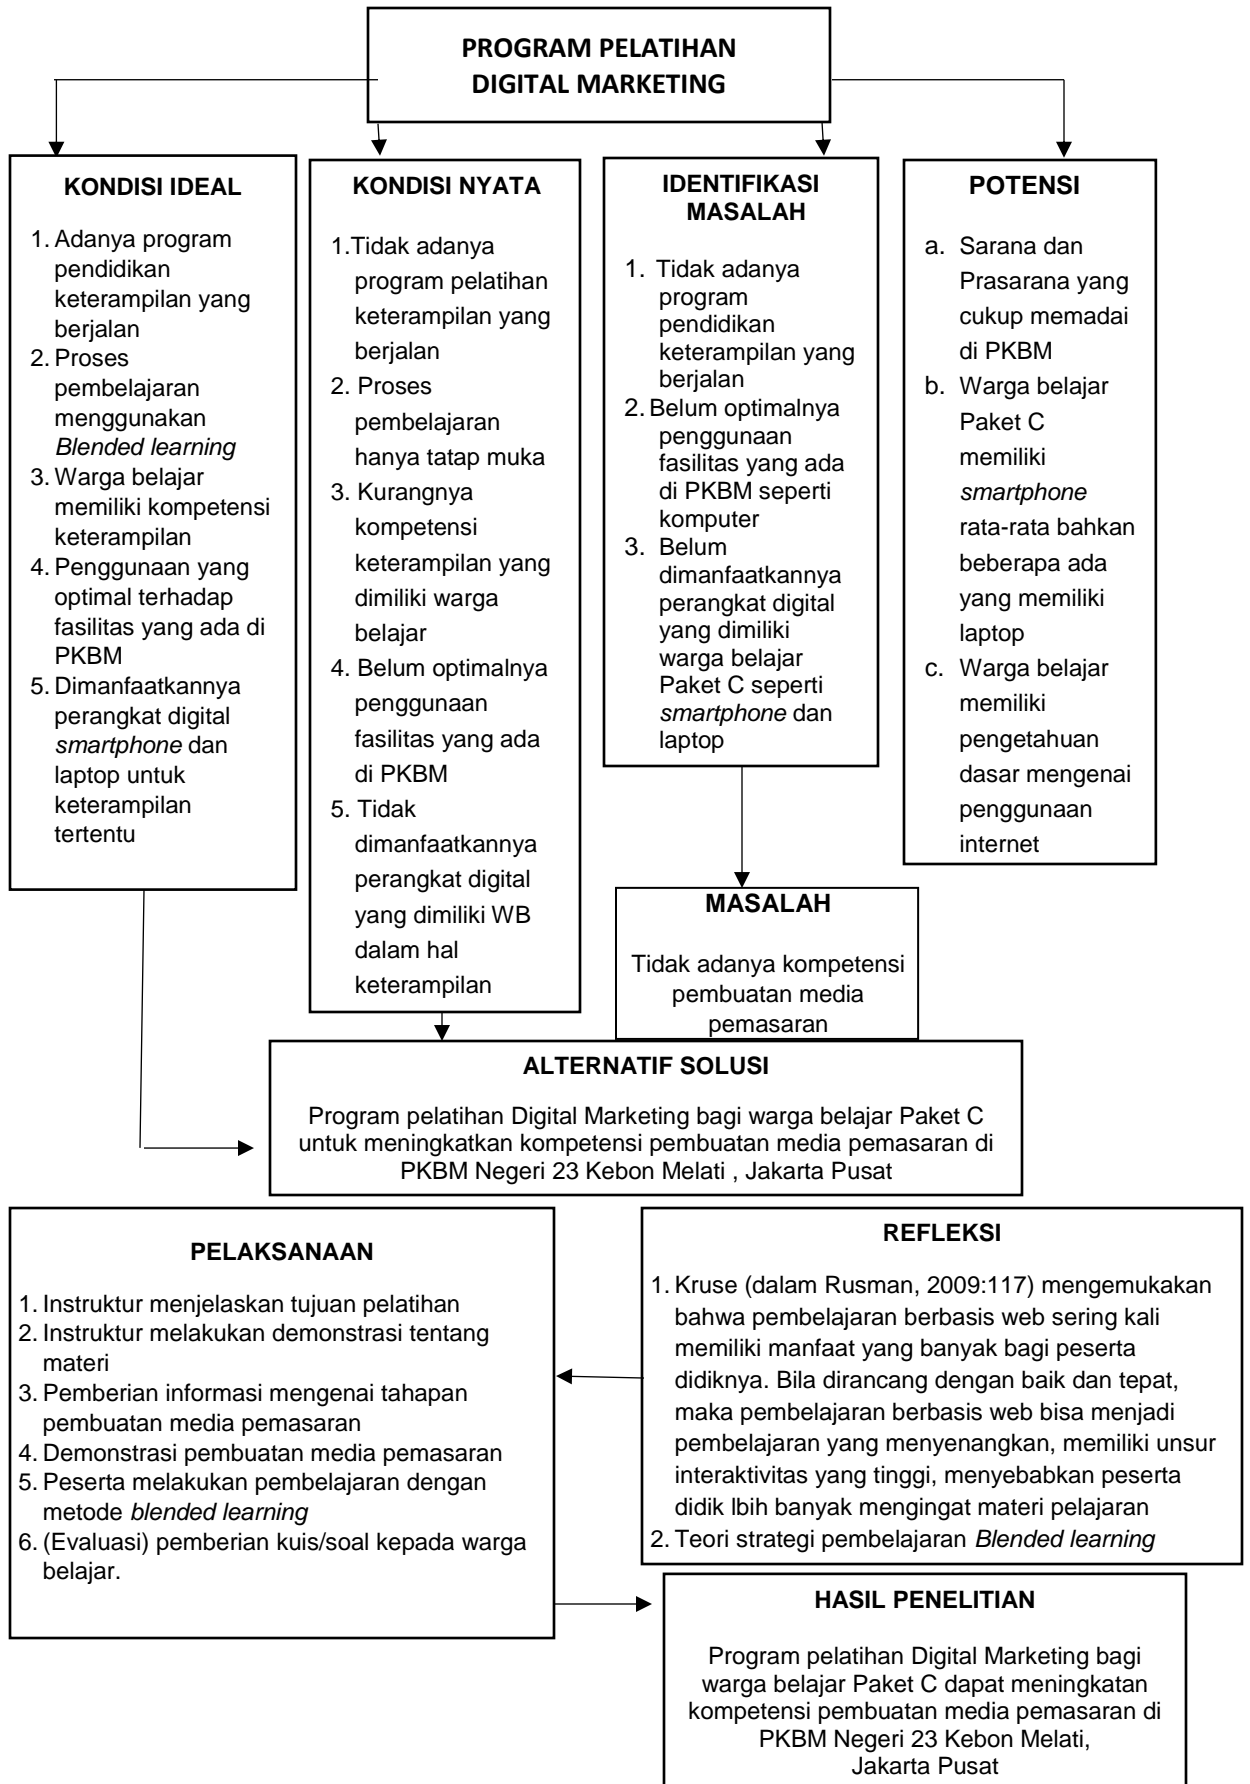 PROGRAM PELATIHAN
DIGITAL MARKETING
KONDISI IDEAL
1. Adanya program
pendidikan
keterampilan yang
berjalan
2. Proses
pembelajaran
menggunakan
Blended learning
3. Warga belajar
memiliki kompetensi
keterampilan
4. Penggunaan yang
optimal terhadap
fasilitas yang ada di
PKBM
5. Dimanfaatkannya
perangkat digital
smartphone dan
laptop untuk
keterampilan
tertentu
KONDISI NYATA
1.Tidak adanya
program pelatihan
keterampilan yang
berjalan
2. Proses
pembelajaran
hanya tatap muka
3. Kurangnya
kompetensi
keterampilan yang
dimiliki warga
belajar
4. Belum optimalnya
penggunaan
fasilitas yang ada
di PKBM
5. Tidak
dimanfaatkannya
perangkat digital
yang dimiliki WB
dalam hal
keterampilan
IDENTIFIKASI
MASALAH
1. Tidak adanya
program
pendidikan
keterampilan yang
berjalan
2. Belum optimalnya
penggunaan
fasilitas yang ada
di PKBM seperti
komputer
3. Belum
dimanfaatkannya
perangkat digital
yang dimiliki
warga belajar
Paket C seperti
smartphone dan
laptop
POTENSI
a. Sarana dan
Prasarana yang
cukup memadai
di PKBM
b. Warga belajar
Paket C
memiliki
smartphone
rata-rata bahkan
beberapa ada
yang memiliki
laptop
c. Warga belajar
memiliki
pengetahuan
dasar mengenai
penggunaan
internet
MASALAH
Tidak adanya kompetensi
pembuatan media
pemasaran
ALTERNATIF SOLUSI
Program pelatihan Digital Marketing bagi warga belajar Paket C
untuk meningkatkan kompetensi pembuatan media pemasaran di
PKBM Negeri 23 Kebon Melati , Jakarta Pusat
PELAKSANAAN
1. Instruktur menjelaskan tujuan pelatihan
2. Instruktur melakukan demonstrasi tentang
materi
3. Pemberian informasi mengenai tahapan
pembuatan media pemasaran
4. Demonstrasi pembuatan media pemasaran
5. Peserta melakukan pembelajaran dengan
metode blended learning
6. (Evaluasi) pemberian kuis/soal kepada warga
belajar.
REFLEKSI
1. Kruse (dalam Rusman, 2009:117) mengemukakan
bahwa pembelajaran berbasis web sering kali
memiliki manfaat yang banyak bagi peserta
didiknya. Bila dirancang dengan baik dan tepat,
maka pembelajaran berbasis web bisa menjadi
pembelajaran yang menyenangkan, memiliki unsur
interaktivitas yang tinggi, menyebabkan peserta
didik lbih banyak mengingat materi pelajaran
2. Teori strategi pembelajaran Blended learning
HASIL PENELITIAN
Program pelatihan Digital Marketing bagi
warga belajar Paket C dapat meningkatan
kompetensi pembuatan media pemasaran di
PKBM Negeri 23 Kebon Melati,
Jakarta Pusat